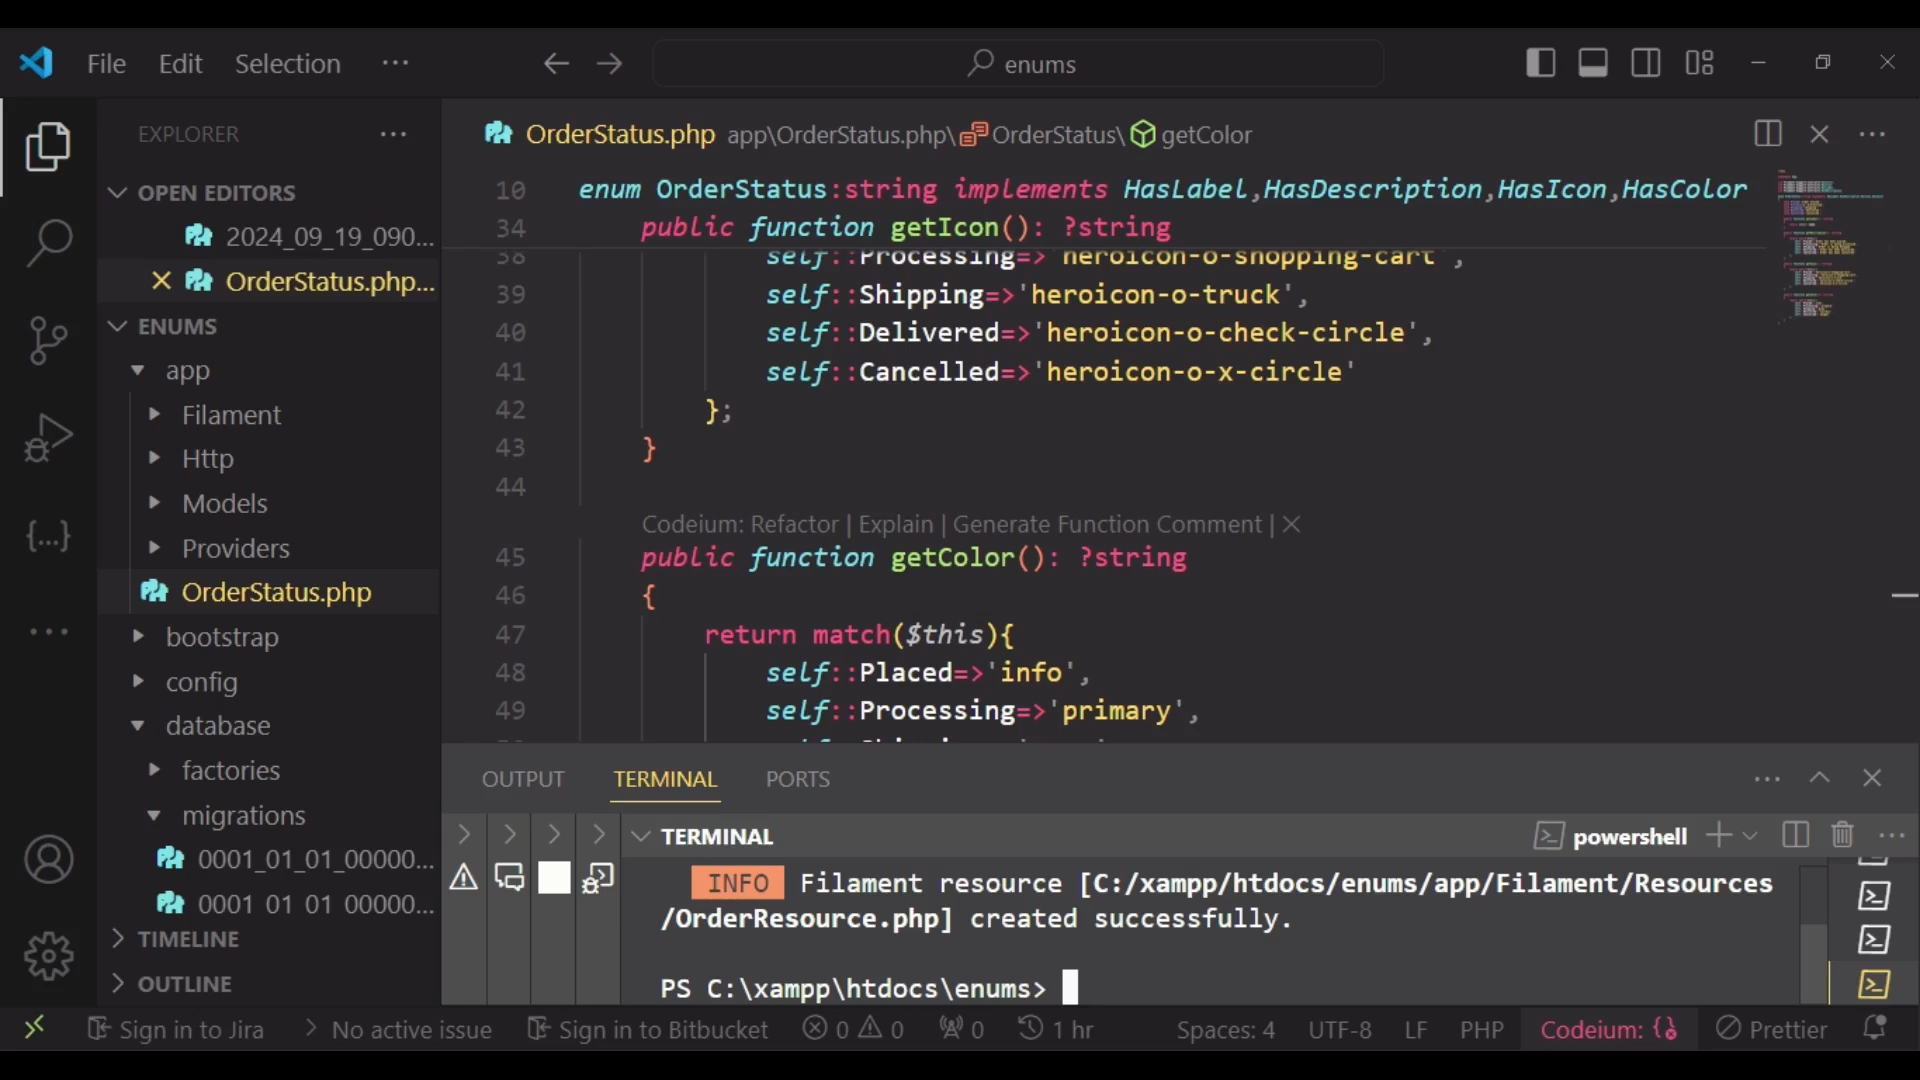 File Edit Selection ···
enums
EXPLORER
OPEN EDITORS
2024_09_19_090...
OrderStatus.php...
ENUMS
app
Filament
Http
Models
Providers
OrderStatus.php
bootstrap
config
database
factories
migrations
0001_01_01_00000...
0001_01_01_00000...
TIMELINE
OUTLINE
OrderStatus.php app\OrderStatus.php\OrderStatus\getColor
10 enum OrderStatus:string implements HasLabel,HasDescription,HasIcon,HasColor
34 public function getIcon(): ?string
38 self::Processing=>'heroicon-o-shopping-cart',
39 self::Shipping=>'heroicon-o-truck',
40 self::Delivered=>'heroicon-o-check-circle',
41 self::Cancelled=>'heroicon-o-x-circle'
42 };
43 }
44
Codeium: Refactor | Explain | Generate Function Comment | ×
45 public function getColor(): ?string
46 {
47 return match($this){
48 self::Placed=>'info',
49 self::Processing=>'primary',
OUTPUT TERMINAL PORTS
TERMINAL
powershell
INFO Filament resource [C:/xampp/htdocs/enums/app/Filament/Resources
/OrderResource.php] created successfully.
PS C:\xampp\htdocs\enums>
Sign in to Jira No active issue Sign in to Bitbucket 0 0 0 1 hr Spaces: 4 UTF-8 LF PHP Codeium: {} Prettier